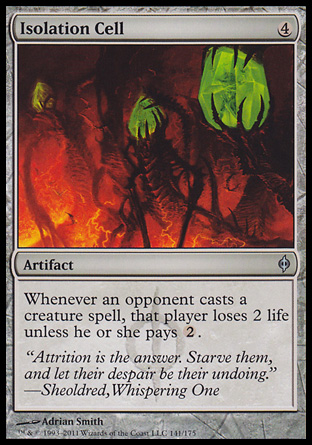 Isolation Cell 4
Artifact
Whenever an opponent casts a
creature spell, that player loses 2 life
unless he or she pays 2.
“Attrition is the answer. Starve them,
and let their despair be their undoing.”
—Sheoldred, Whispering One
Adrian Smith
™ & © 1993–2011 Wizards of the Coast LLC 141/175